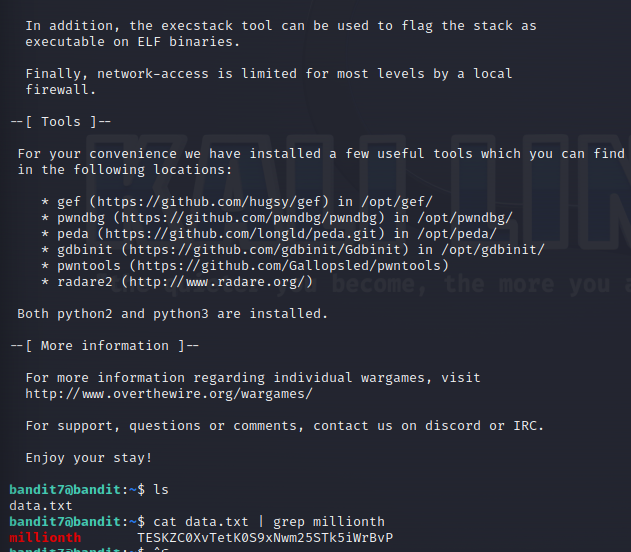 In addition, the execstack tool can be used to flag the stack as
executable on ELF binaries.
Finally, network-access is limited for most levels by a local
firewall.
--[ Tools ]--
For your convenience we have installed a few useful tools which you can find
in the following locations:
* gef (https://github.com/hugsy/gef) in /opt/gef/
* pwndbg (https://github.com/pwndbg/pwndbg) in /opt/pwndbg/
* peda (https://github.com/longld/peda.git) in /opt/peda/
* gdbinit (https://github.com/gdbinit/Gdbinit) in /opt/gdbinit/
* pwntools (https://github.com/Gallopsled/pwntools)
* radare2 (http://www.radare.org/)
Both python2 and python3 are installed.
--[ More information ]--
For more information regarding individual wargames, visit
http://www.overthewire.org/wargames/
For support, questions or comments, contact us on discord or IRC.
Enjoy your stay!
bandit7@bandit:~$ ls
data.txt
bandit7@bandit:~$ cat data.txt | grep millionth
millionth TESKZC0XvTetK0S9xNwm25STk5iWrBvP